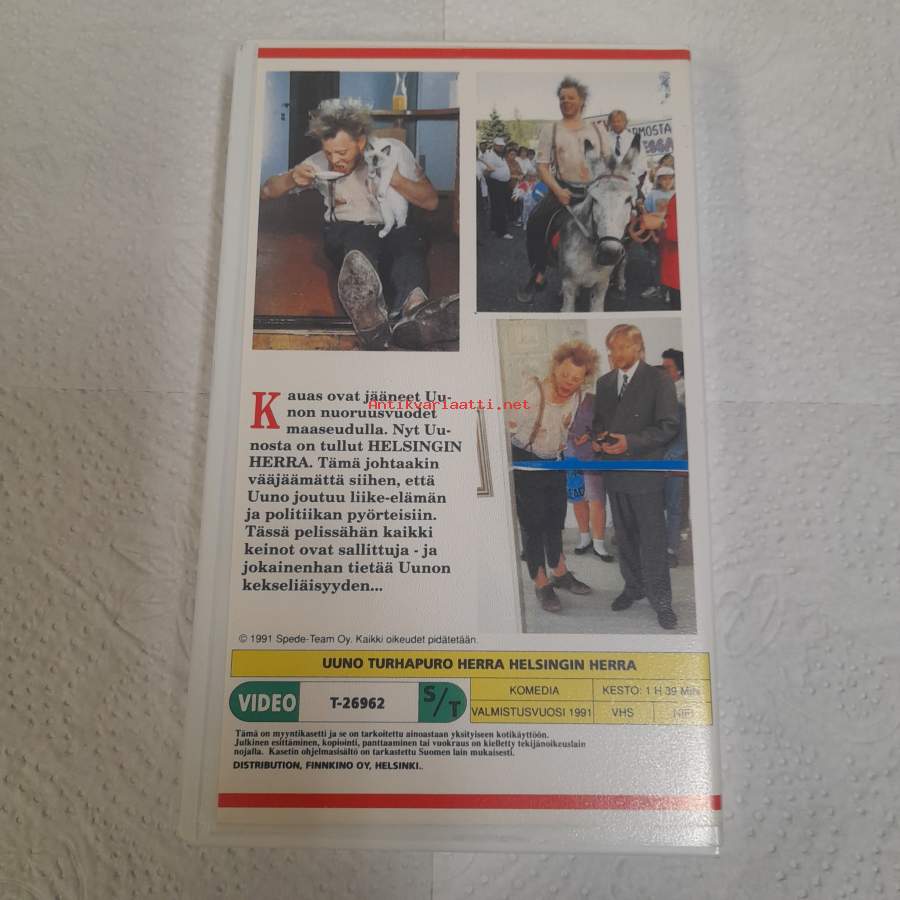 RMOSTA
ESSA
Kauas ovat jääneet Uu-
non nuoruusvuodet
Antikvariaatti.net
maaseudulla. Nyt Uu-
nosta on tullut HELSINGIN
HERRA. Tämä johtaakin
vääjäämättä siihen, että
Uuno joutuu liike-elämän
ja politiikan pyörteisiin.
Tässä pelissähän kaikki
keinot ovat sallittuja - ja
jokainenhan tietää Uunon
kekseliäisyyden...
© 1991 Spede-Team Oy. Kaikki oikeudet pidätetään.
UUNO TURHAPURO HERRA HELSINGIN HERRA
VIDEO T-26962 S/T
KOMEDIA KESTO: 1 H 39 MIN
VALMISTUSVUOSI 1991 VHS
Tämä on myyntikasetti ja se on tarkoitettu ainoastaan yksityiseen kotikäyttöön.
Julkinen esittäminen, kopiointi, panttaaminen tai vuokraus on kielletty tekijänoikeuslain
nojalla. Kasetin ohjelmasisältö on tarkastettu Suomen lain mukaisesti.
DISTRIBUTION, FINNKINO OY, HELSINKI..